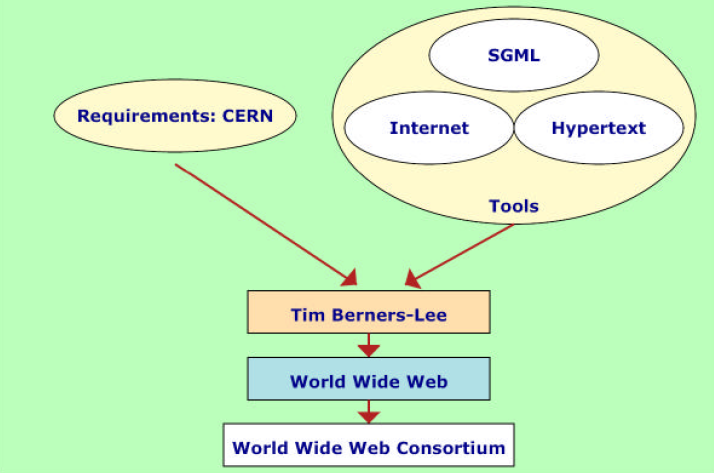 SGML
Requirements: CERN
Internet
Hypertext
Tools
Tim Berners-Lee
World Wide Web
World Wide Web Consortium